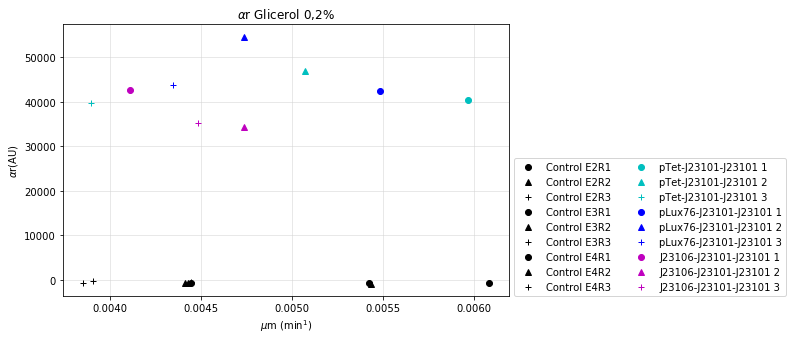 αr Glicerol 0,2%
αr(AU)
50000
40000
30000
20000
10000
0
0.0040 0.0045 0.0050 0.0055 0.0060
μm (min¹)
Control E2R1
Control E2R2
Control E2R3
Control E3R1
Control E3R2
Control E3R3
Control E4R1
Control E4R2
Control E4R3
pTet-J23101-J23101 1
pTet-J23101-J23101 2
pTet-J23101-J23101 3
pLux76-J23101-J23101 1
pLux76-J23101-J23101 2
pLux76-J23101-J23101 3
J23106-J23101-J23101 1
J23106-J23101-J23101 2
J23106-J23101-J23101 3